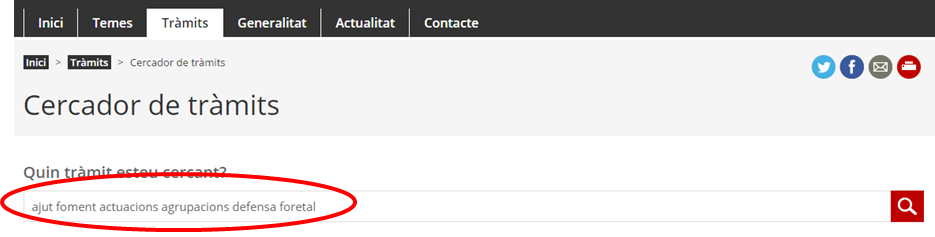 Inici Temes Tràmits Generalitat Actualitat Contacte
Inici > Tràmits > Cercador de tràmits
Cercador de tràmits
Quin tràmit esteu cercant?
ajut foment actuacions agrupacions defensa foretal